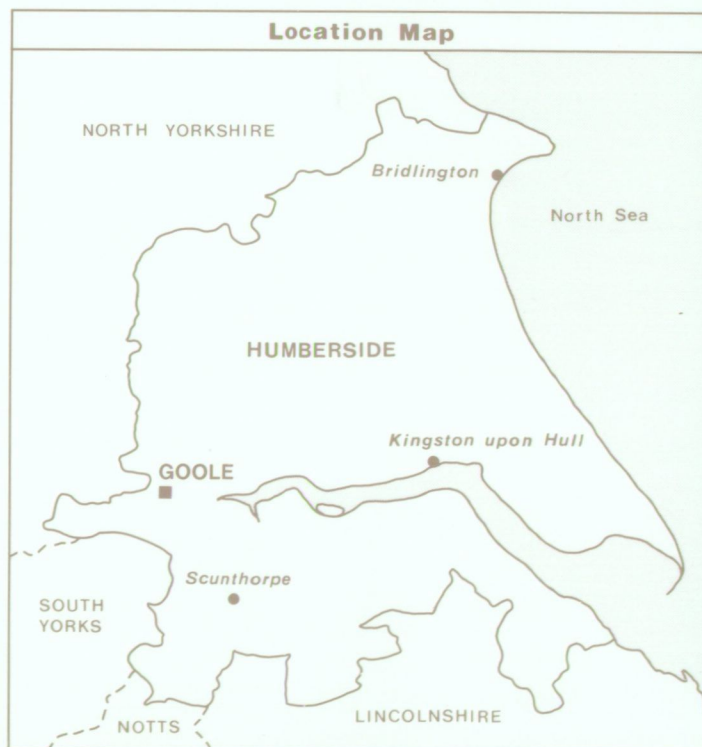 Location Map
NORTH YORKSHIRE
Bridlington
North Sea
HUMBERSIDE
Kingston upon Hull
GOOLE
Scunthorpe
SOUTH
YORKS
NOTTS
LINCOLNSHIRE